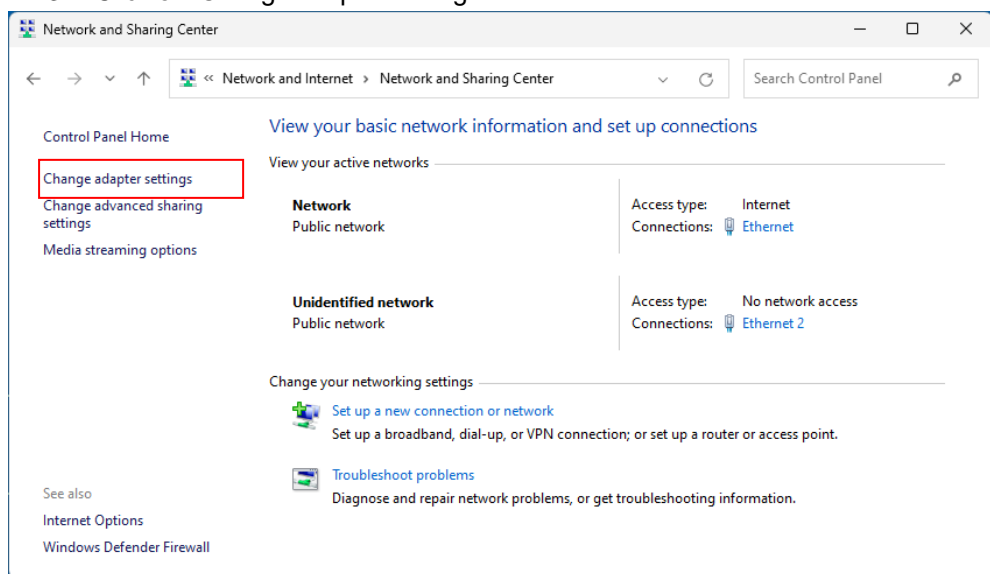 Network and Sharing Center
« Network and Internet > Network and Sharing Center
Search Control Panel
Control Panel Home
Change adapter settings
Change advanced sharing
settings
Media streaming options
View your basic network information and set up connections
View your active networks
Network
Public network
Access type: Internet
Connections: Ethernet
Unidentified network
Public network
Access type: No network access
Connections: Ethernet 2
Change your networking settings
Set up a new connection or network
Set up a broadband, dial-up, or VPN connection; or set up a router or access point.
Troubleshoot problems
Diagnose and repair network problems, or get troubleshooting information.
See also
Internet Options
Windows Defender Firewall